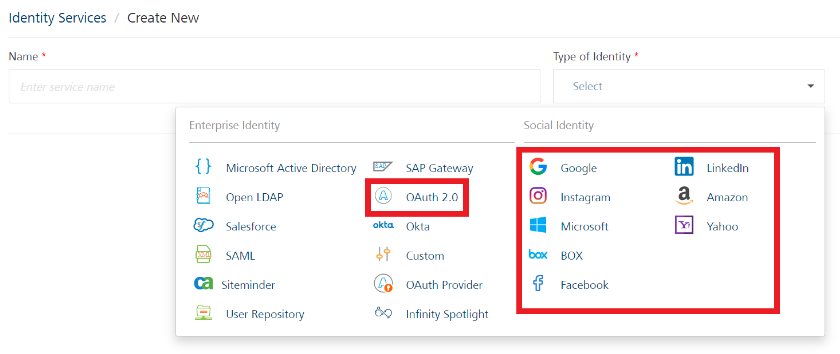 Identity Services / Create New
Name *
Type of Identity *
Enter service name
Select
Enterprise Identity
Social Identity
Microsoft Active Directory
SAP SAP Gateway
Google
LinkedIn
Open LDAP
OAuth 2.0
Instagram
a Amazon
Salesforce
okta Okta
Microsoft
Yahoo
SAML
Custom
box BOX
ca Siteminder
OAuth Provider
Facebook
User Repository
Infinity Spotlight